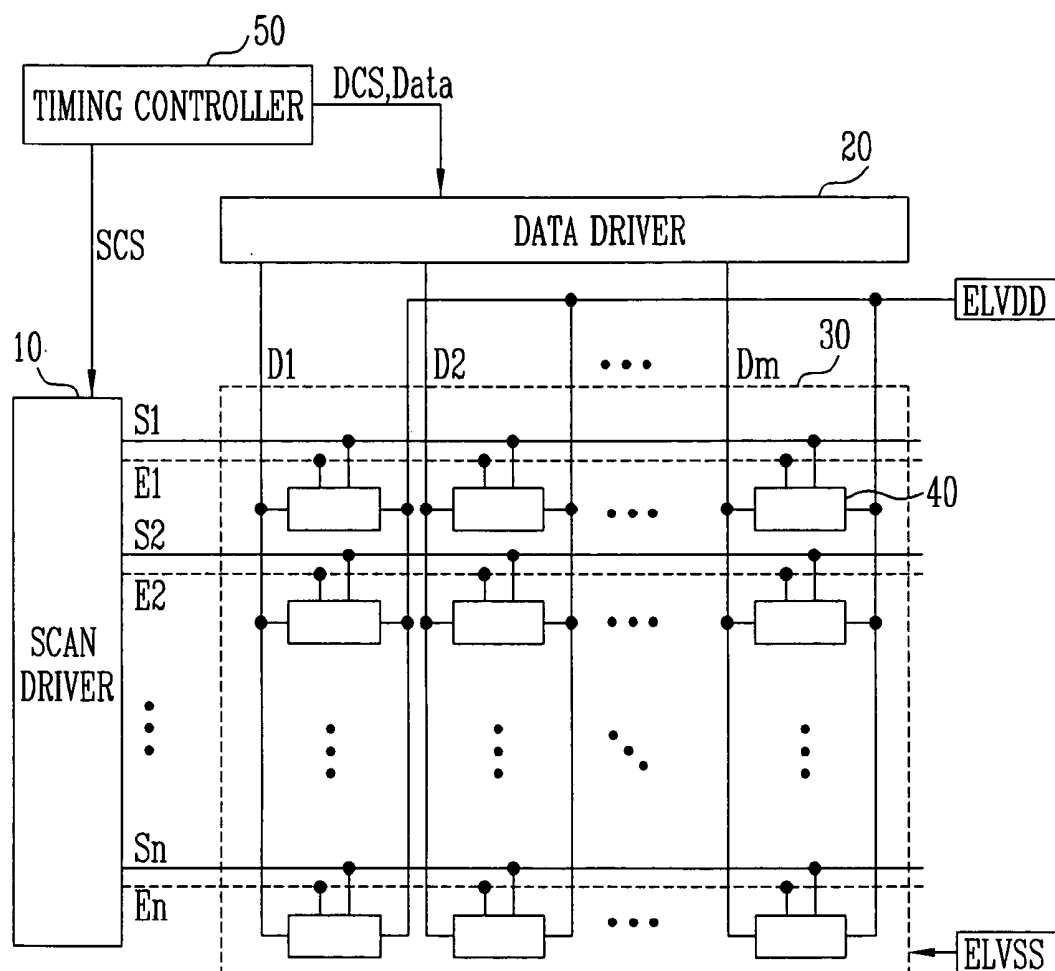 50
TIMING CONTROLLER
DCS,Data
20
DATA DRIVER
SCS
ELVDD
10
30
D1
D2
Dm
S1
E1
40
S2
E2
SCAN
DRIVER
Sn
En
ELVSS